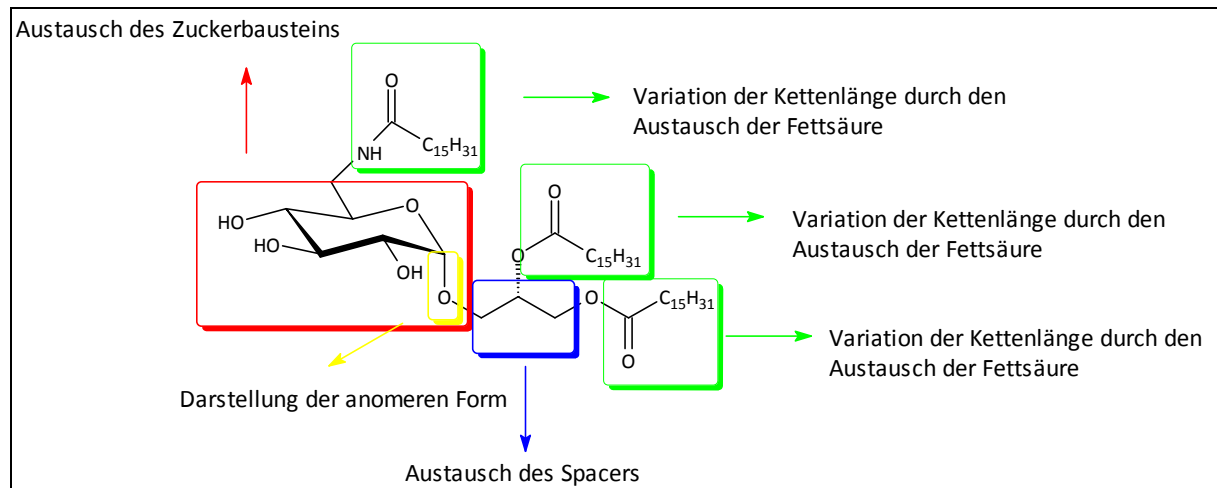 Austausch des Zuckerbausteins
O
Variation der Kettenlänge durch den
Austausch der Fettsäure
C15H31
NH
O
O
Variation der Kettenlänge durch den
Austausch der Fettsäure
HO
HO
O
C15H31
OH
O
O
C15H31
Variation der Kettenlänge durch den
Austausch der Fettsäure
O
Darstellung der anomeren Form
Austausch des Spacers